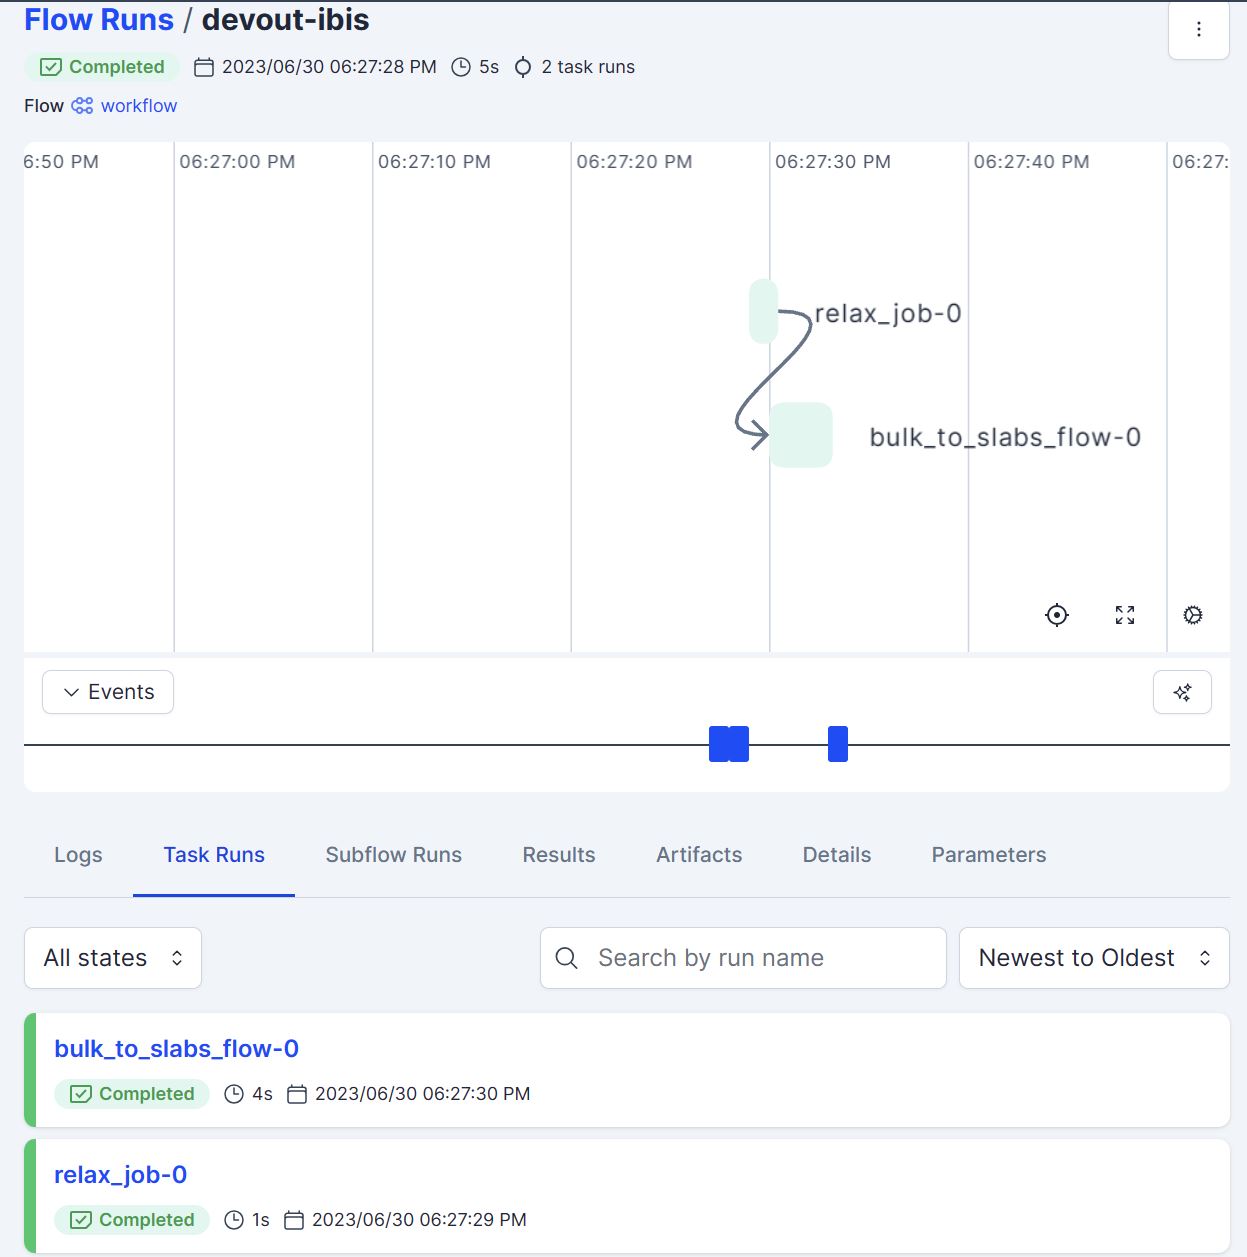 Flow Runs / devout-ibis
Completed 2023/06/30 06:27:28 PM 5s 2 task runs
Flow workflow
6:50 PM 06:27:00 PM 06:27:10 PM 06:27:20 PM 06:27:30 PM 06:27:40 PM 06:27:
relax_job-0
bulk_to_slabs_flow-0
Events
Logs Task Runs Subflow Runs Results Artifacts Details Parameters
All states Search by run name Newest to Oldest
bulk_to_slabs_flow-0
Completed 4s 2023/06/30 06:27:30 PM
relax_job-0
Completed 1s 2023/06/30 06:27:29 PM